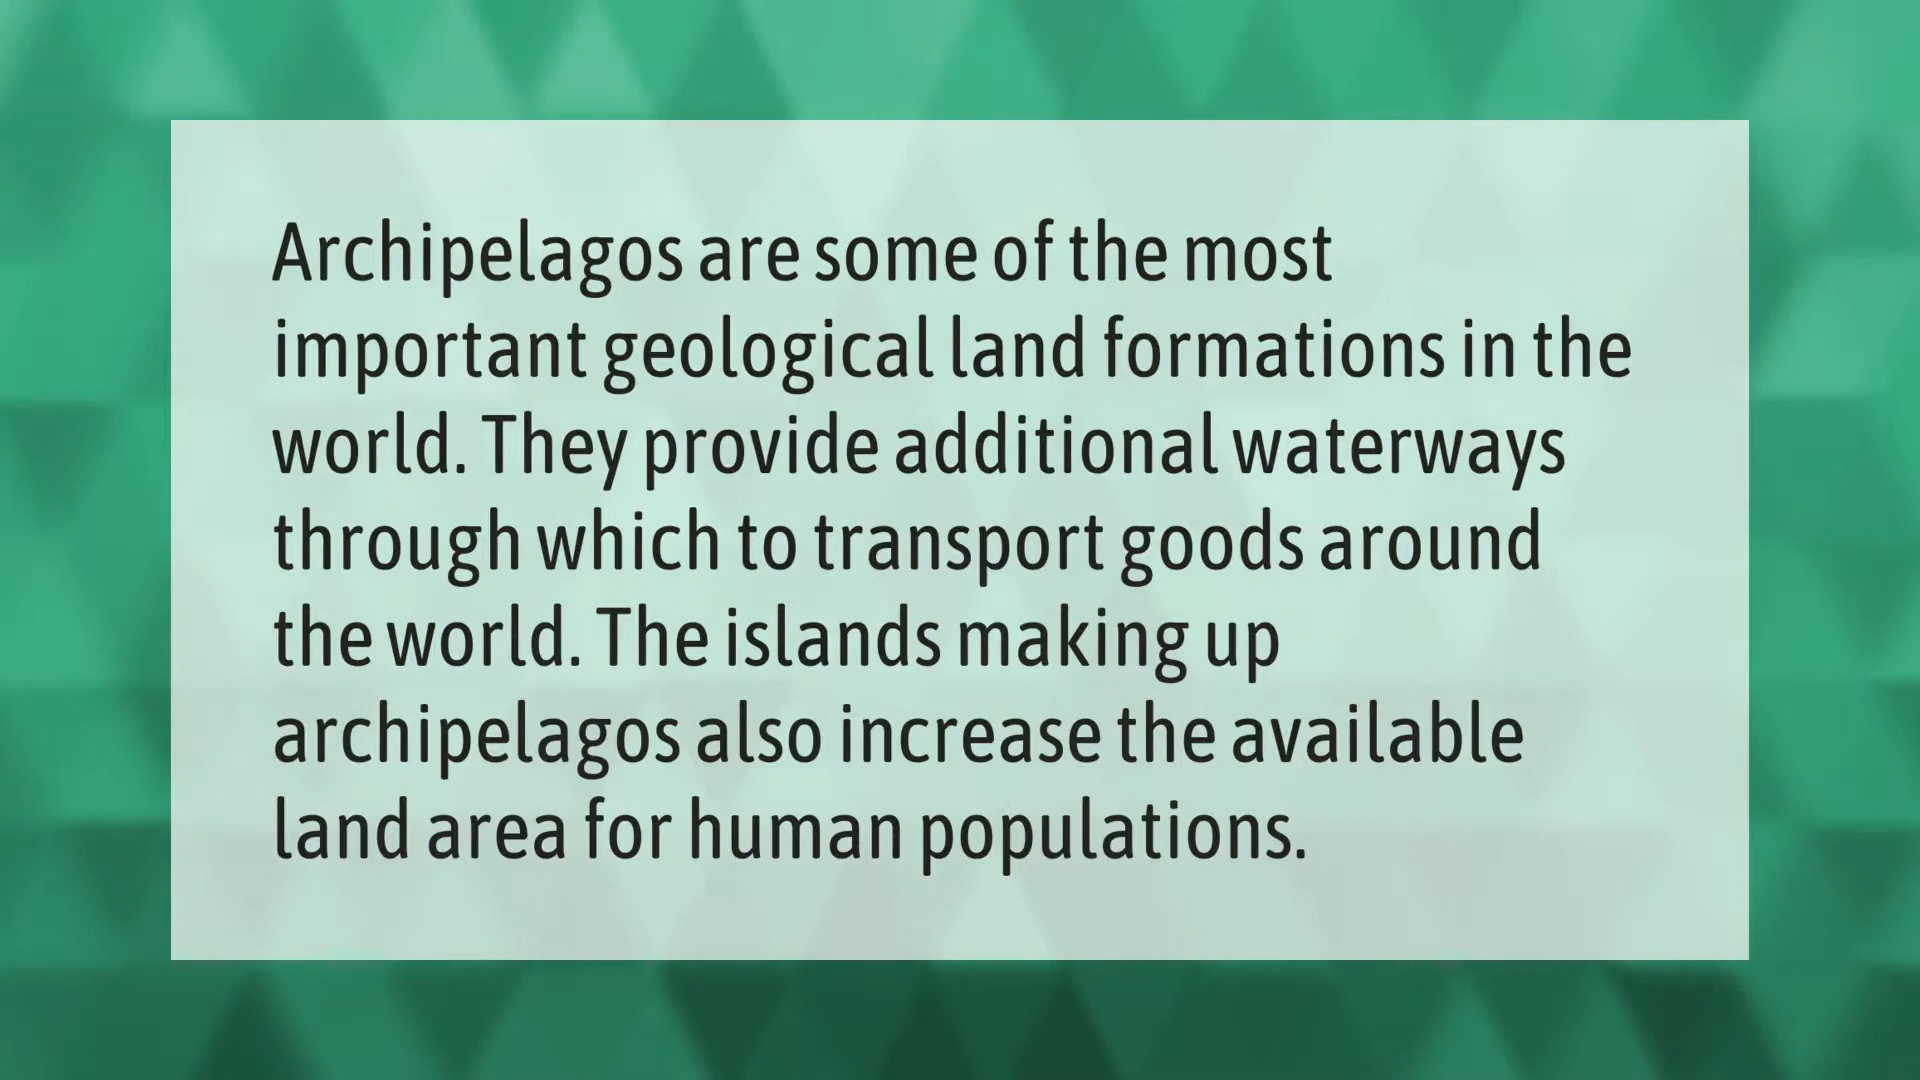 Archipelagos are some of the most
important geological land formations in the
world. They provide additional waterways
through which to transport goods around
the world. The islands making up
archipelagos also increase the available
land area for human populations.